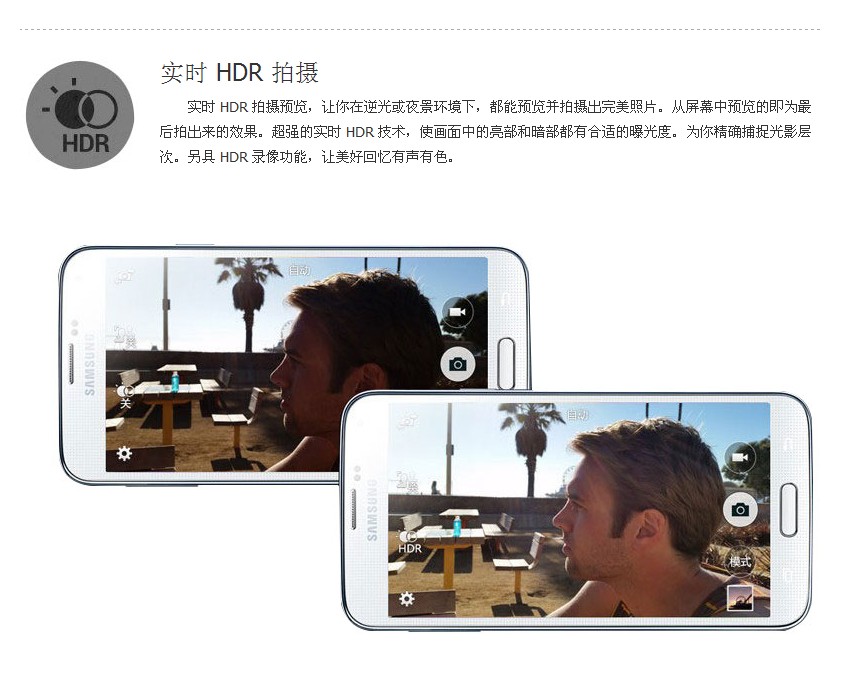 实时 HDR 拍摄
实时 HDR 拍摄预览，让你在逆光或夜景环境下，都能预览并拍摄出完美照片。从屏幕中预览的即为最
后拍出来的效果。超强的实时 HDR 技术，使画面中的亮部和暗部都有合适的曝光度。为你精确捕捉光影层
次。另具 HDR 录像功能，让美好回忆有声有色。
HDR
自动
SAMSUNG
关
自动
SAMSUNG
HDR
模式